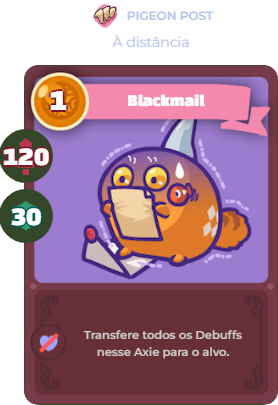 PIGEON POST
À distância
1
Blackmail
120
30
Transfere todos os Debuffs
nesse Axie para o alvo.